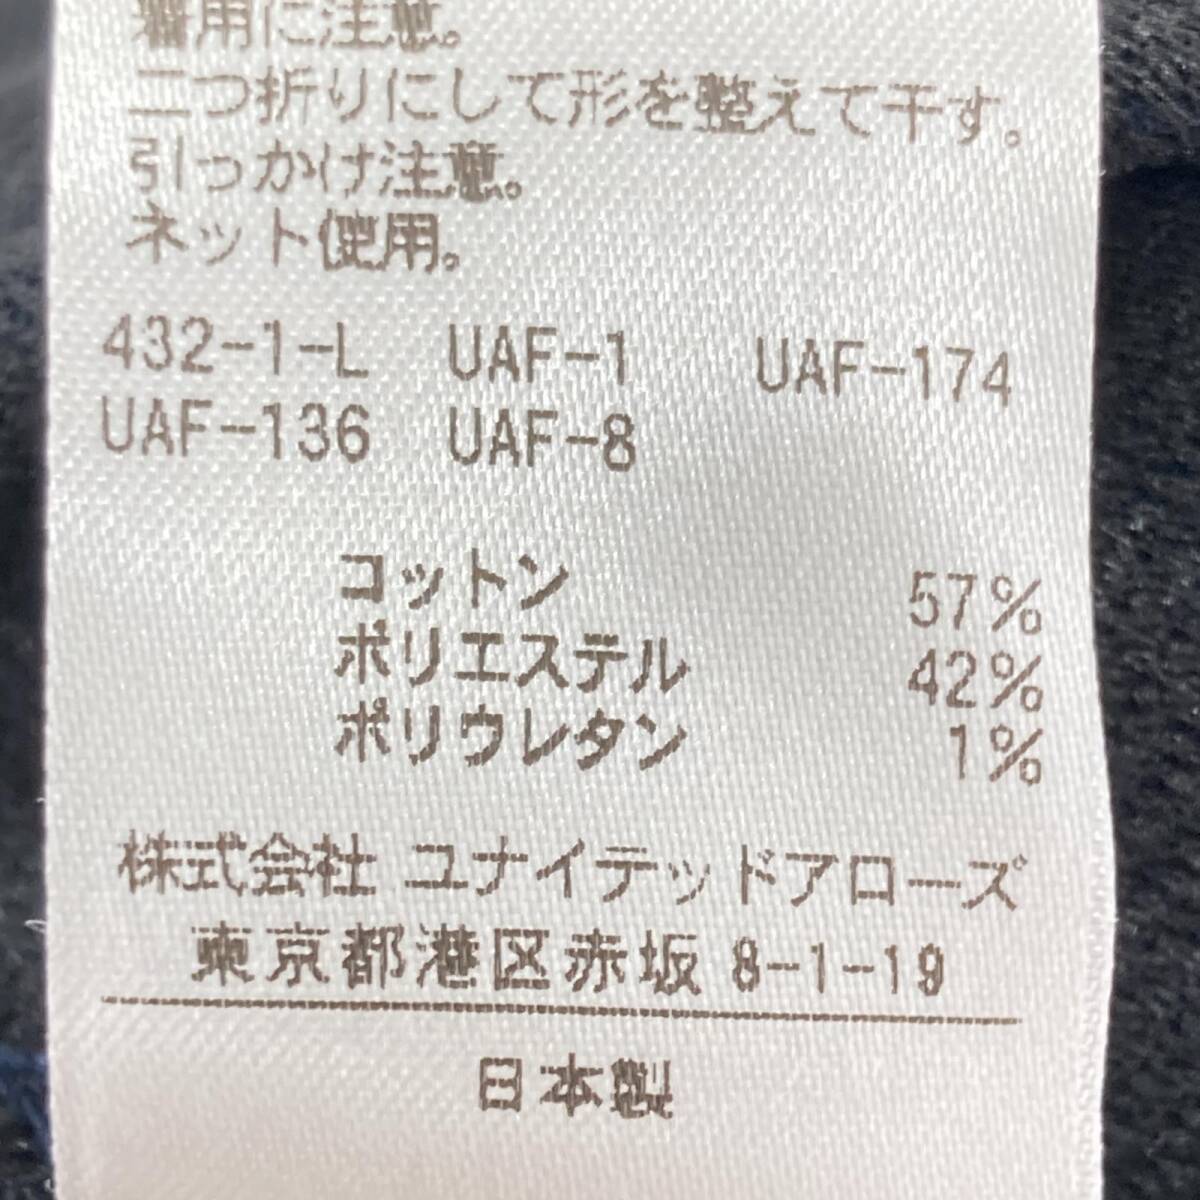 着用に注意。
二つ折りにして形を整えて干す。
引っかけ注意。
ネット使用。
432-1-L UAF-1 UAF-174
UAF-136 UAF-8
コットン 57%
ポリエステル 42%
ポリウレタン 1%
株式会社 ユナイテッドアローズ
東京都港区赤坂 8-1-19
日本製